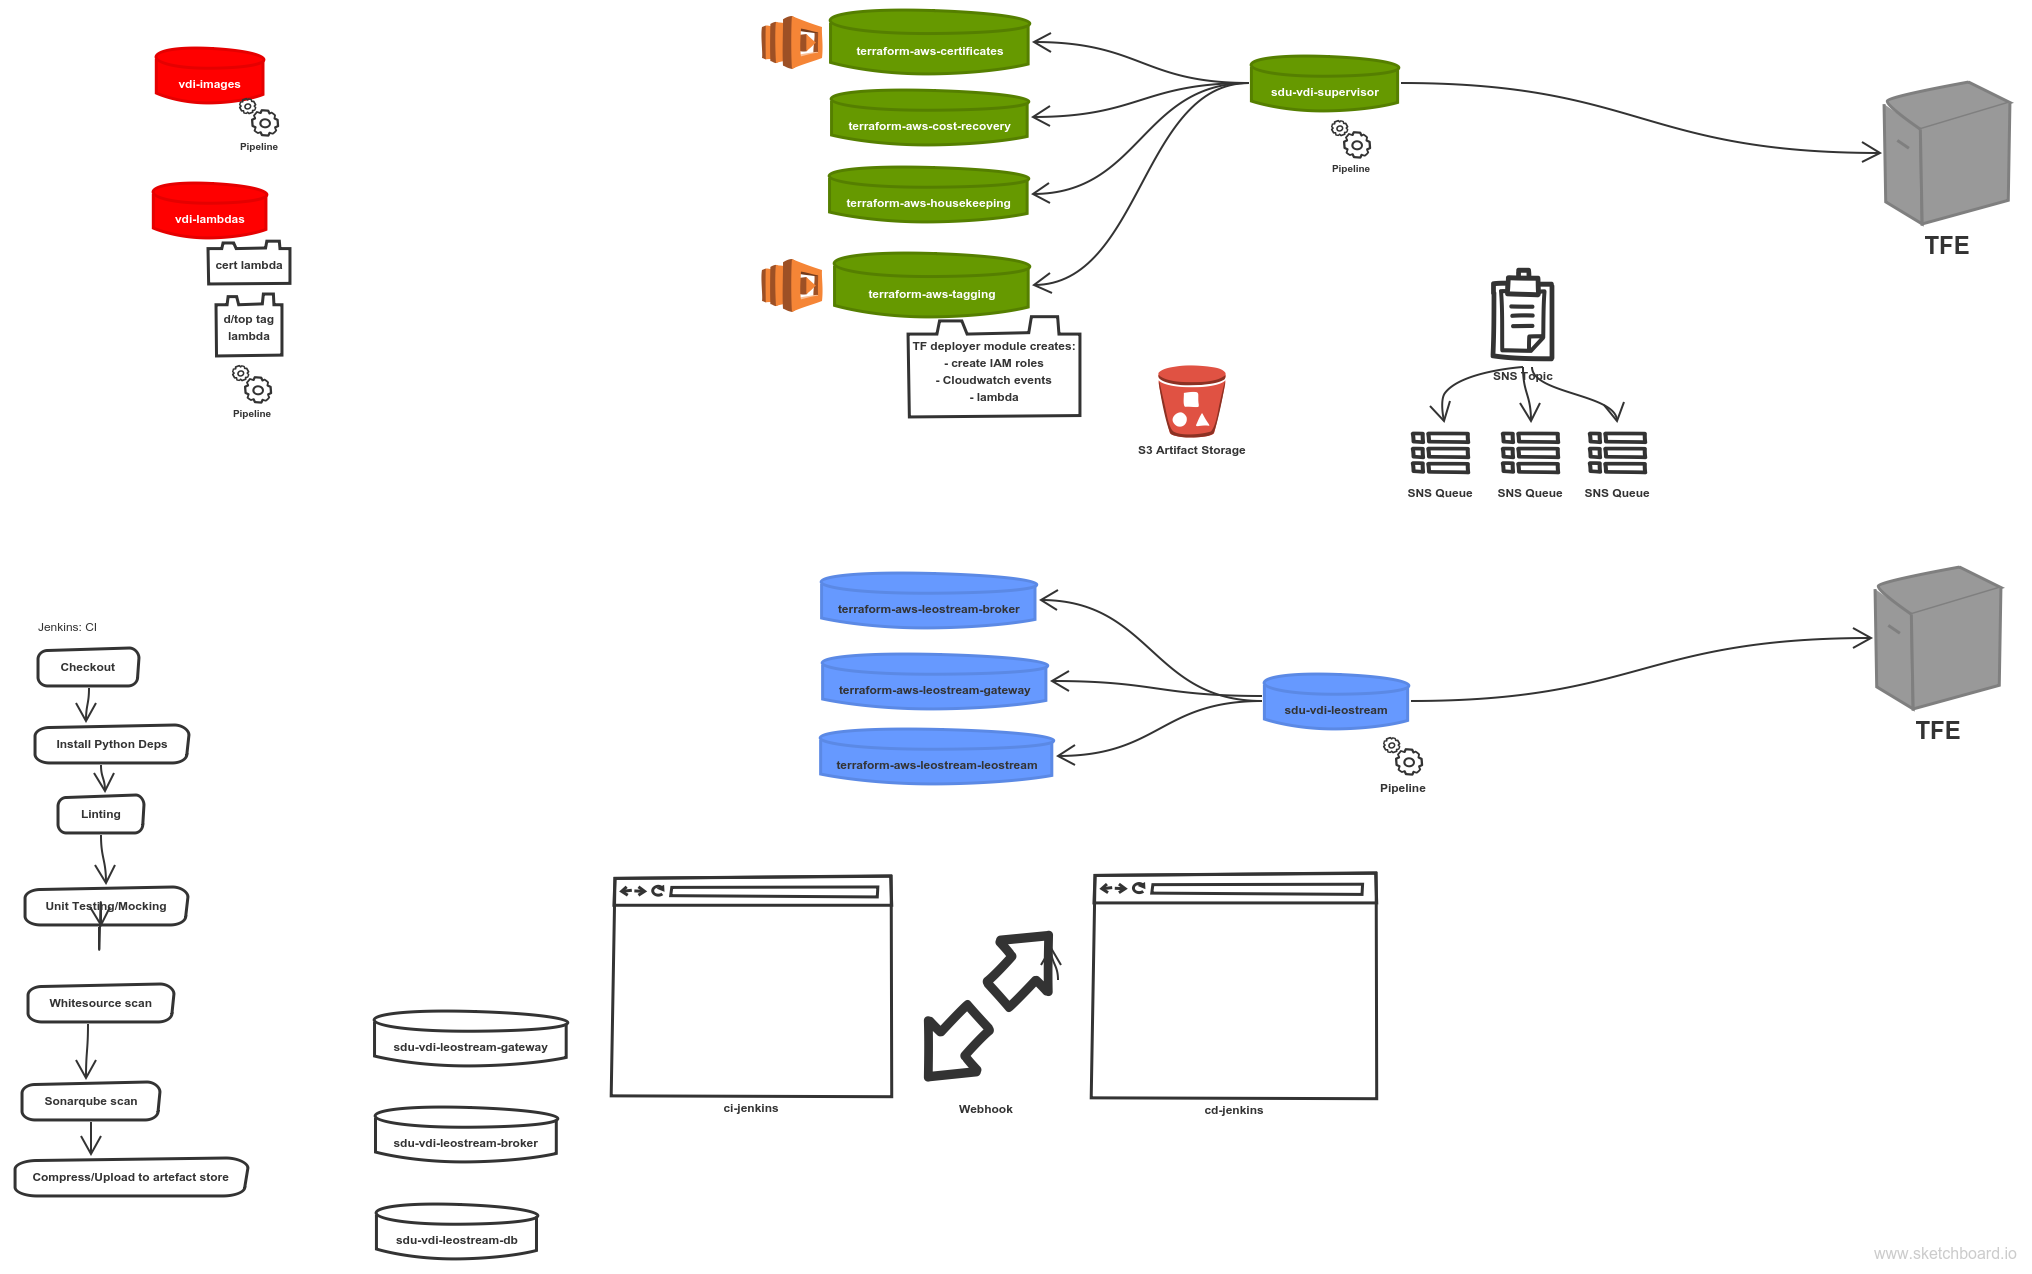 terraform-aws-certificates
vdi-images
sdu-vdi-supervisor
terraform-aws-cost-recovery
Pipeline
Pipeline
terraform-aws-housekeeping
vdi-lambdas
TFE
cert lambda
terraform-aws-tagging
d/top tag
lambda
TF deployer module creates:
- create IAM roles
- Cloudwatch events
- lambda
SNS Topic
Pipeline
S3 Artifact Storage
SNS Queue
SNS Queue
SNS Queue
terraform-aws-leostream-broker
Jenkins: CI
Checkout
terraform-aws-leostream-gateway
sdu-vdi-leostream
TFE
Install Python Deps
terraform-aws-leostream-leostream
Pipeline
Linting
Unit Testing/Mocking
Whitesource scan
sdu-vdi-leostream-gateway
Sonarqube scan
ci-jenkins
Webhook
cd-jenkins
sdu-vdi-leostream-broker
Compress/Upload to artefact store
sdu-vdi-leostream-db
www.sketchboard.io